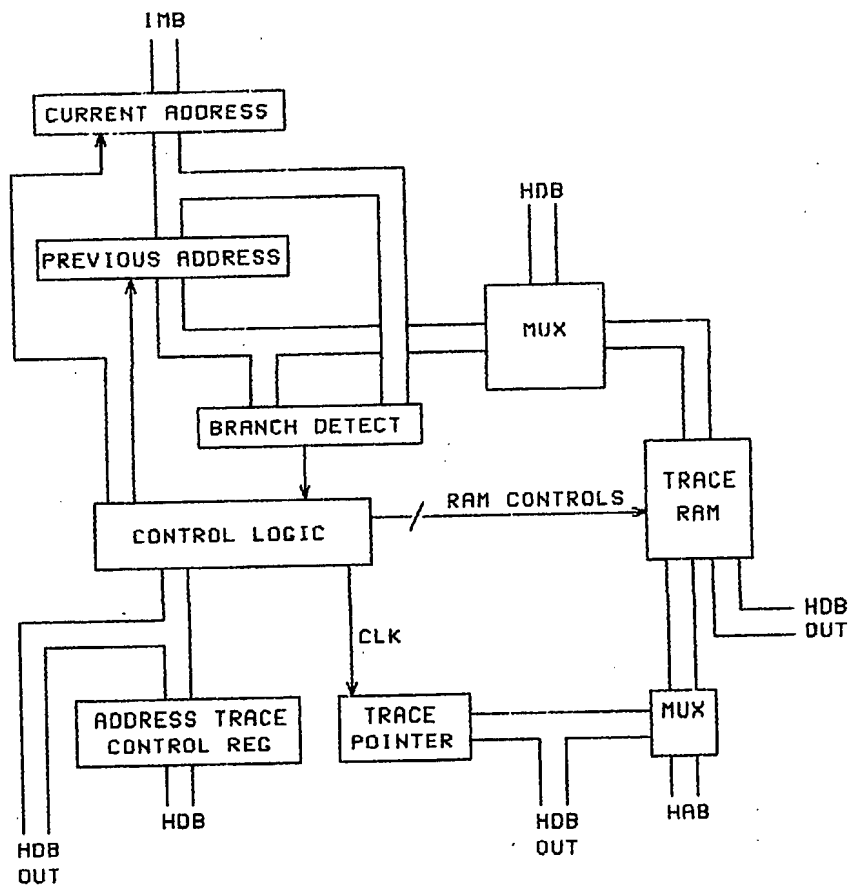 IMB
CURRENT ADDRESS
HDB
PREVIOUS ADDRESS
MUX
BRANCH DETECT
TRACE
RAM
RAM CONTROLS
CONTROL LOGIC
HDB
OUT
CLK
ADDRESS TRACE
CONTROL REG
TRACE
POINTER
MUX
HDB
HDB
OUT
HAB
HDB
OUT